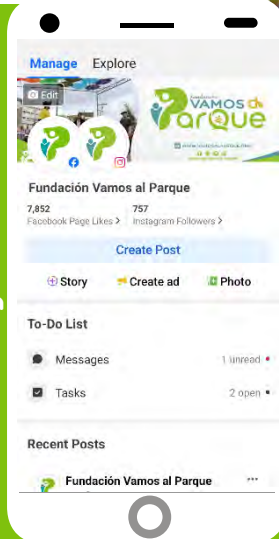 Manage Explore
Edit
VAMOS
Parque
Fundación Vamos al Parque
7,852 757
Facebook Page Likes > Instagram Followers >
Create Post
Story Create ad Photo
To-Do List
Messages 1 unread
Tasks 2 open
Recent Posts
Fundación Vamos al Parque